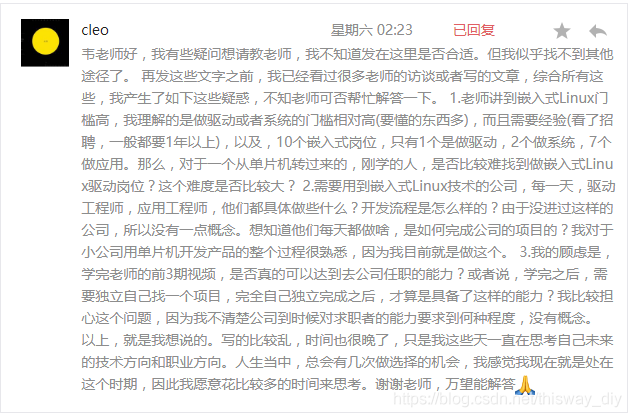 cleo
星期六 02:23
已回复
韦老师好，我有些疑问想请教老师，我不知道发在这里是否合适。但我似乎找不到其他
途径了。 再发这些文字之前，我已经看过很多老师的访谈或者写的文章，综合所有这
些，我产生了如下这些疑惑，不知老师可否帮忙解答一下。 1.老师讲到嵌入式Linux门
槛高，我理解的是做驱动或者系统的门槛相对高(要懂的东西多)，而且需要经验(看了招
聘，一般都要1年以上)，以及，10个嵌入式岗位，只有1个是做驱动，2个做系统，7个
做应用。那么，对于一个从单片机转过来的，刚学的人，是否比较难找到做嵌入式Linu
x驱动岗位？这个难度是否比较大？ 2.需要用到嵌入式Linux技术的公司，每一天，驱动
工程师，应用工程师，他们都具体做些什么？开发流程是怎么样的？由于没进过这样的
公司，所以没有一点概念。想知道他们每天都做啥，是如何完成公司的项目的？我对于
小公司用单片机开发产品的整个过程很熟悉，因为我目前就是做这个。 3.我的顾虑是，
学完老师的前3期视频，是否真的可以达到去公司任职的能力？或者说，学完之后，需
要独立自己找一个项目，完全自己独立完成之后，才算是具备了这样的能力？我比较担
心这个问题，因为我不清楚公司到时候对求职者的能力要求到何种程度，没有概念。
以上，就是我想说的。写的比较乱，时间也很晚了，只是我这些天一直在思考自己未来
的技术方向和职业方向。人生当中，总会有几次做选择的机会，我感觉我现在就是处在
这个时期，因此我愿意花比较多的时间来思考。谢谢老师，万望能解答🙏
https://blog.csdn.net/thisway_diy